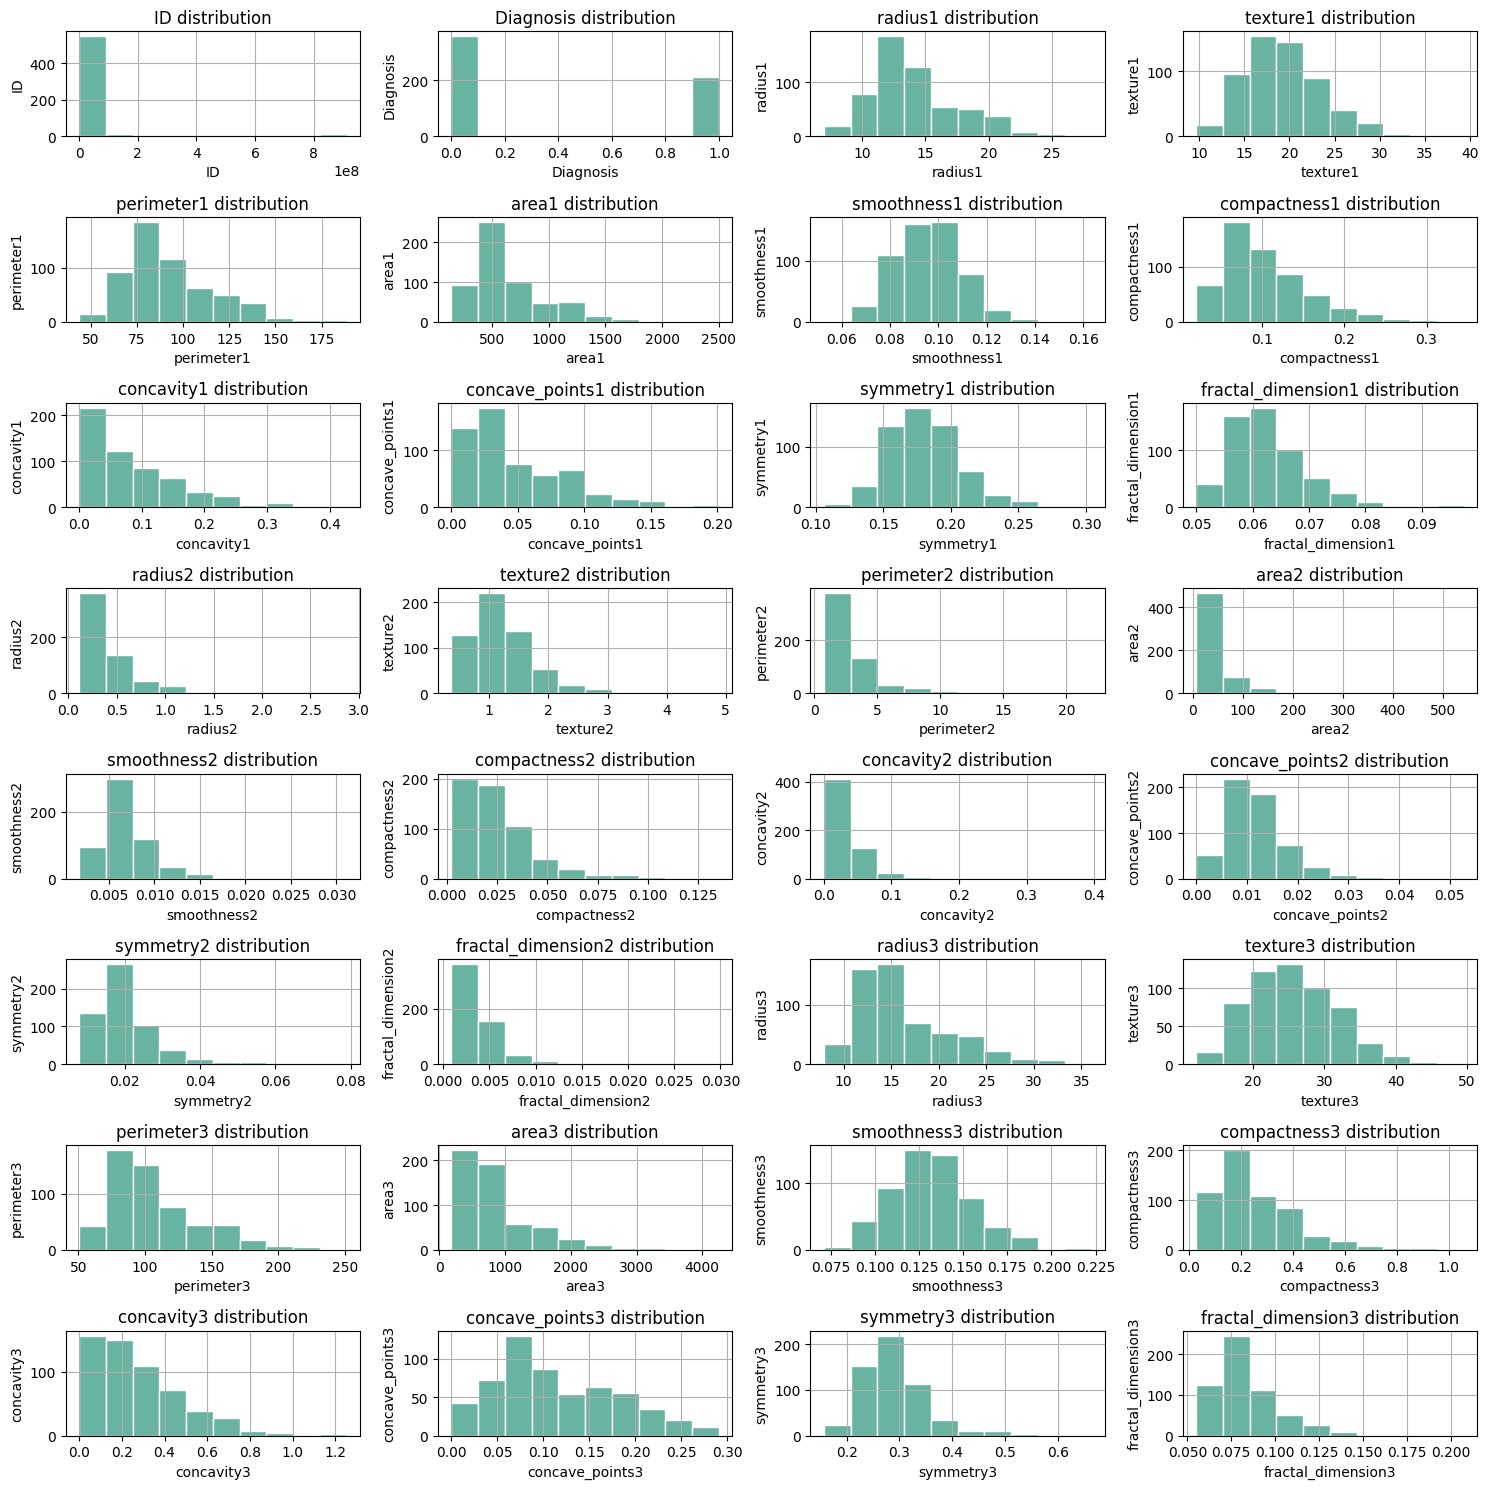 ID distribution
400
200
0
ID
0 2 4 6 8
1e8
ID
Diagnosis distribution
200
0
Diagnosis
0.0 0.2 0.4 0.6 0.8 1.0
Diagnosis
radius1 distribution
100
0
radius1
10 15 20 25
radius1
texture1 distribution
100
0
texture1
10 15 20 25 30 35 40
texture1
perimeter1 distribution
100
0
perimeter1
50 75 100 125 150 175
perimeter1
area1 distribution
200
100
0
area1
500 1000 1500 2000 2500
area1
smoothness1 distribution
100
0
smoothness1
0.06 0.08 0.10 0.12 0.14 0.16
smoothness1
compactness1 distribution
100
0
compactness1
0.1 0.2 0.3
compactness1
concavity1 distribution
200
100
0
concavity1
0.0 0.1 0.2 0.3 0.4
concavity1
concave_points1 distribution
100
0
concave_points1
0.00 0.05 0.10 0.15 0.20
concave_points1
symmetry1 distribution
100
0
symmetry1
0.10 0.15 0.20 0.25 0.30
symmetry1
fractal_dimension1 distribution
100
0
fractal_dimension1
0.05 0.06 0.07 0.08 0.09
fractal_dimension1
radius2 distribution
200
0
radius2
0.0 0.5 1.0 1.5 2.0 2.5 3.0
radius2
texture2 distribution
200
100
0
texture2
1 2 3 4 5
texture2
perimeter2 distribution
200
0
perimeter2
0 5 10 15 20
perimeter2
area2 distribution
400
200
0
area2
0 100 200 300 400 500
area2
smoothness2 distribution
200
0
smoothness2
0.005 0.010 0.015 0.020 0.025 0.030
smoothness2
compactness2 distribution
200
100
0
compactness2
0.000 0.025 0.050 0.075 0.100 0.125
compactness2
concavity2 distribution
400
200
0
concavity2
0.0 0.1 0.2 0.3 0.4
concavity2
concave_points2 distribution
200
100
0
concave_points2
0.00 0.01 0.02 0.03 0.04 0.05
concave_points2
symmetry2 distribution
200
100
0
symmetry2
0.02 0.04 0.06 0.08
symmetry2
fractal_dimension2 distribution
200
0
fractal_dimension2
0.000 0.005 0.010 0.015 0.020 0.025 0.030
fractal_dimension2
radius3 distribution
100
0
radius3
10 15 20 25 30 35
radius3
texture3 distribution
100
50
0
texture3
20 30 40 50
texture3
perimeter3 distribution
100
0
perimeter3
50 100 150 200 250
perimeter3
area3 distribution
200
100
0
area3
0 1000 2000 3000 4000
area3
smoothness3 distribution
100
0
smoothness3
0.075 0.100 0.125 0.150 0.175 0.200 0.225
smoothness3
compactness3 distribution
200
100
0
compactness3
0.0 0.2 0.4 0.6 0.8 1.0
compactness3
concavity3 distribution
100
0
concavity3
0.0 0.2 0.4 0.6 0.8 1.0 1.2
concavity3
concave_points3 distribution
100
50
0
concave_points3
0.00 0.05 0.10 0.15 0.20 0.25 0.30
concave_points3
symmetry3 distribution
200
100
0
symmetry3
0.2 0.3 0.4 0.5 0.6
symmetry3
fractal_dimension3 distribution
200
100
0
fractal_dimension3
0.050 0.075 0.100 0.125 0.150 0.175 0.200
fractal_dimension3